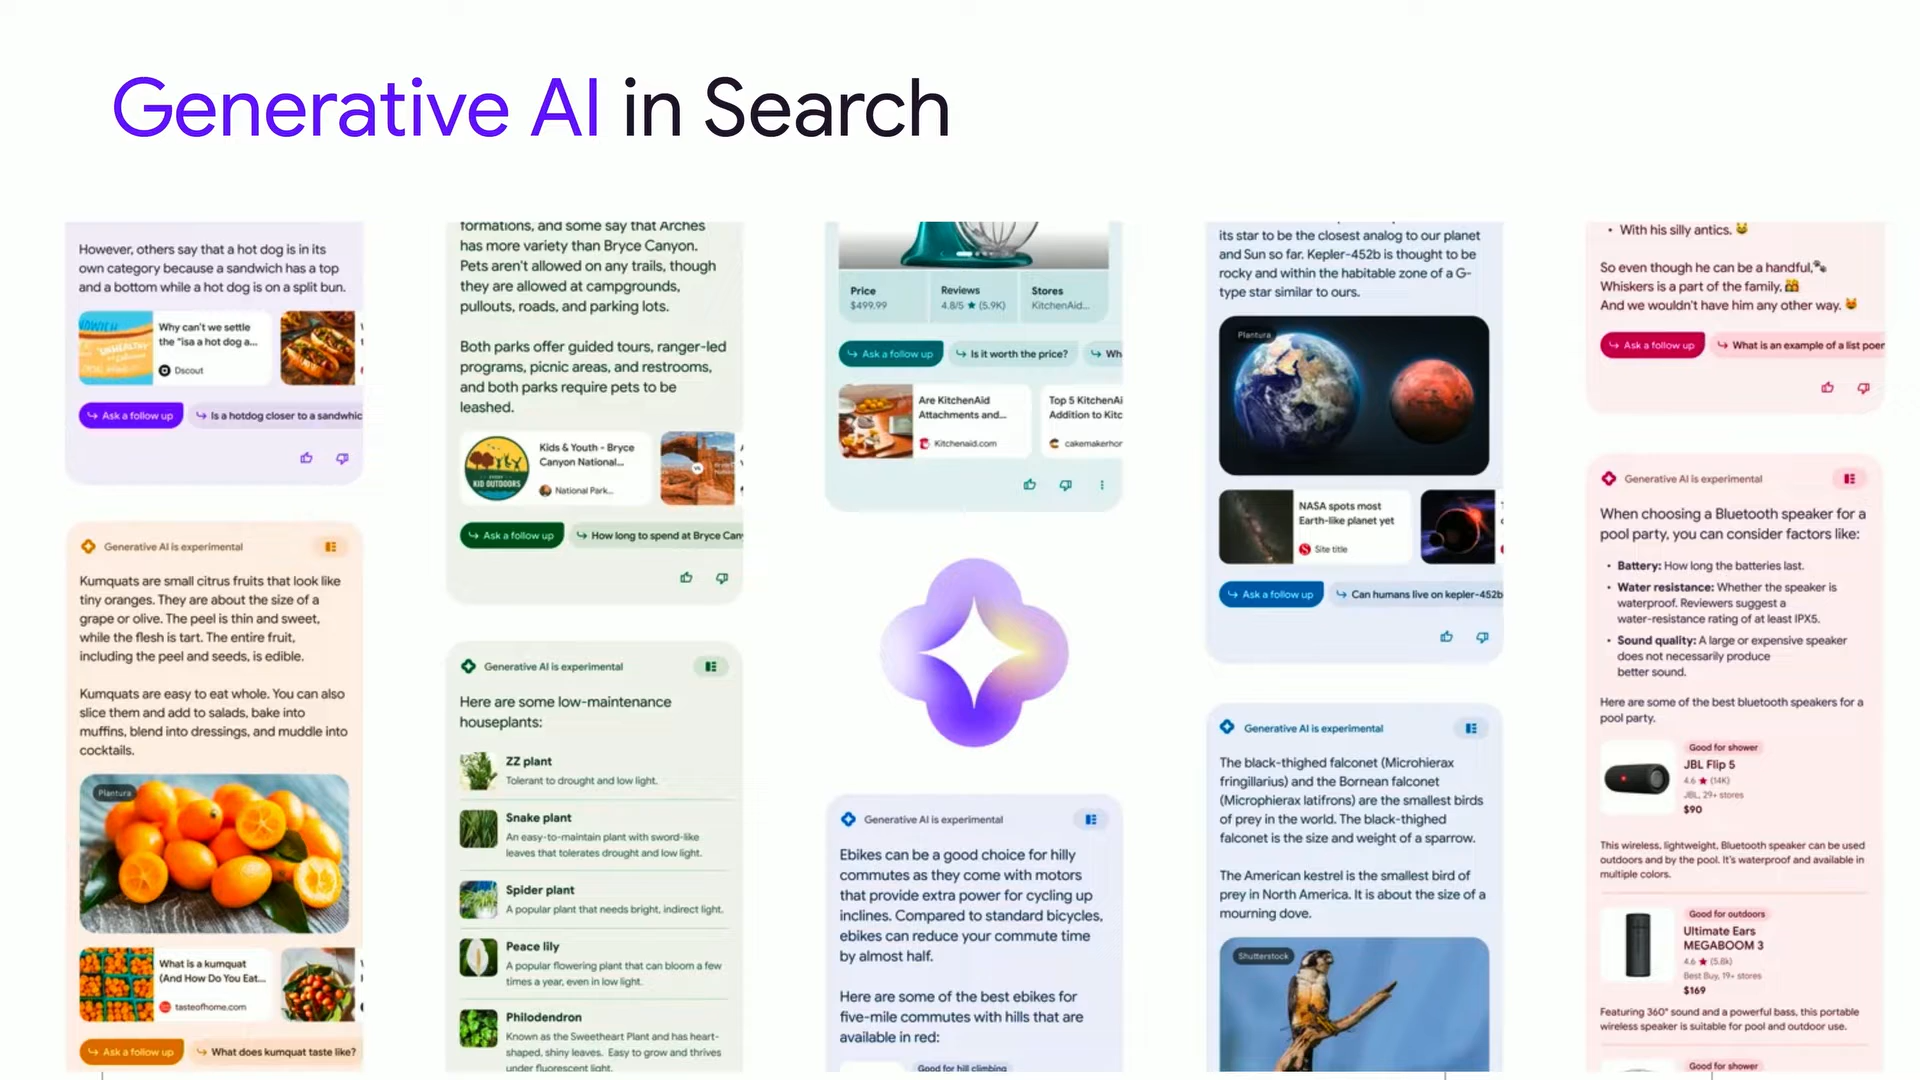 Generative AI in Search
However, others say that a hot dog is in its
own category because a sandwich has a top
and a bottom while a hot dog is on a split bun.
Why can't we settle
the "isa a hot dog a...
Dscout
Ask a follow up
Is a hotdog closer to a sandwhic
Generative AI is experimental
Kumquats are small citrus fruits that look like
tiny oranges. They are about the size of a
grape or olive. The peel is thin and sweet,
while the flesh is tart. The entire fruit,
including the peel and seeds, is edible.
Kumquats are easy to eat whole. You can also
slice them and add to salads, bake into
muffins, blend into dressings, and muddle into
cocktails.
Plantura
What is a kumquat
(And How Do You Eat...
tasteofhome.com
Ask a follow up
What does kumquat taste like?
formations, and some say that Arches
has more variety than Bryce Canyon.
Pets aren't allowed on any trails, though
they are allowed at campgrounds,
pullouts, roads, and parking lots.
Both parks offer guided tours, ranger-led
programs, picnic areas, and restrooms,
and both parks require pets to be
leashed.
KID OUTDOORS
Kids & Youth - Bryce
Canyon National...
National Park...
VS
Ask a follow up
How long to spend at Bryce Can
Generative AI is experimental
Here are some low-maintenance
houseplants:
ZZ plant
Tolerant to drought and low light.
Snake plant
An easy-to-maintain plant with sword-like
leaves that tolerates drought and low light.
Spider plant
A popular plant that needs bright, indirect light.
Peace lily
A popular flowering plant that can bloom a few
times a year, even in low light.
Philodendron
Known as the Sweetheart Plant and has heart-
shaped, shiny leaves. Easy to grow and thrives
under fluorescent light.
Price
$499.99
Reviews
4.8/5 ★ (5.9K)
Stores
KitchenAid...
Ask a follow up
Is it worth the price?
Wh
Are KitchenAid
Attachments and...
Kitchenaid.com
Top 5 KitchenAi
Addition to Kitc
cakemakerhor
Generative AI is experimental
Ebikes can be a good choice for hilly
commutes as they come with motors
that provide extra power for cycling up
inclines. Compared to standard bicycles,
ebikes can reduce your commute time
by almost half.
Here are some of the best ebikes for
five-mile commutes with hills that are
available in red:
Good for hill climbing
its star to be the closest analog to our planet
and Sun so far. Kepler-452b is thought to be
rocky and within the habitable zone of a G-
type star similar to ours.
Plantura
NASA spots most
Earth-like planet yet
Site title
Ask a follow up
Can humans live on kepler-452b
Generative AI is experimental
The black-thighed falconet (Microhierax
fringillarius) and the Bornean falconet
(Microphierax latifrons) are the smallest birds
of prey in the world. The black-thighed
falconet is the size and weight of a sparrow.
The American kestrel is the smallest bird of
prey in North America. It is about the size of a
mourning dove.
Shutterstock
• With his silly antics. 😸
So even though he can be a handful,🐾
Whiskers is a part of the family, 👪
And we wouldn't have him any other way. 😻
Ask a follow up
What is an example of a list poer
Generative AI is experimental
When choosing a Bluetooth speaker for a
pool party, you can consider factors like:
• Battery: How long the batteries last.
• Water resistance: Whether the speaker is
waterproof. Reviewers suggest a
water-resistance rating of at least IPX5.
• Sound quality: A large or expensive speaker
does not necessarily produce
better sound.
Here are some of the best bluetooth speakers for a
pool party.
Good for shower
JBL Flip 5
4.6 ★ (14K)
JBL, 29+ stores
$90
This wireless, lightweight, Bluetooth speaker can be used
outdoors and by the pool. It's waterproof and available in
multiple colors.
Good for outdoors
Ultimate Ears
MEGABOOM 3
4.6 ★ (5.8k)
Best Buy, 19+ stores
$169
Featuring 360° sound and a powerful bass, this portable
wireless speaker is suitable for pool and outdoor use.
Good for shower